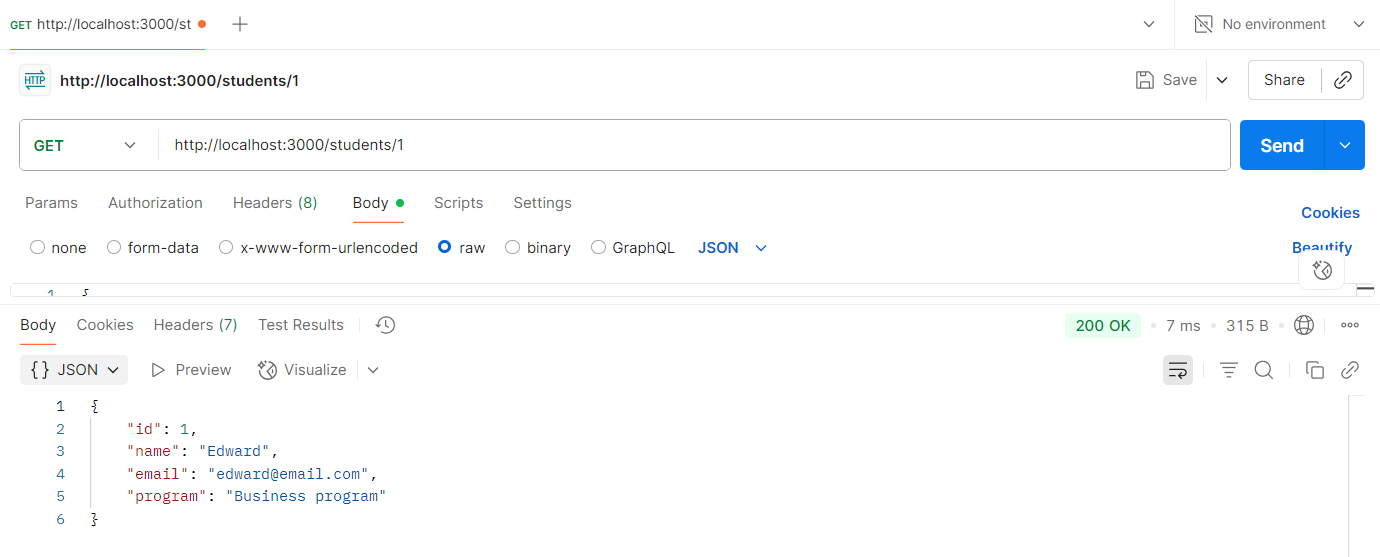 GET http://localhost:3000/st
No environment
HTTP http://localhost:3000/students/1
Save
Share
GET http://localhost:3000/students/1
Send
Params Authorization Headers (8) Body Scripts Settings
Cookies
none form-data x-www-form-urlencoded raw binary GraphQL JSON
Beautify
1 {
Body Cookies Headers (7) Test Results
200 OK • 7 ms • 315 B •
{} JSON Preview Visualize
1 {
2 "id": 1,
3 "name": "Edward",
4 "email": "edward@email.com",
5 "program": "Business program"
6 }